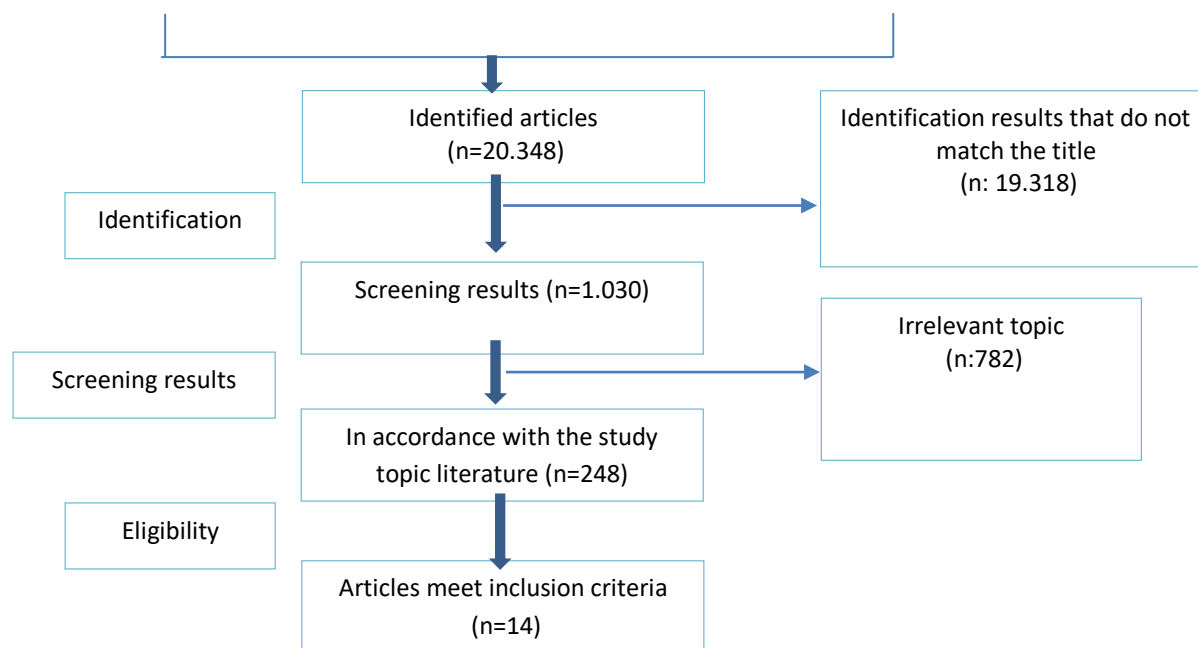 Identified articles
(n=20.348)
Identification results that do not
match the title
(n: 19.318)
Identification
Screening results (n=1.030)
Irrelevant topic
(n:782)
Screening results
In accordance with the study
topic literature (n=248)
Eligibility
Articles meet inclusion criteria
(n=14)